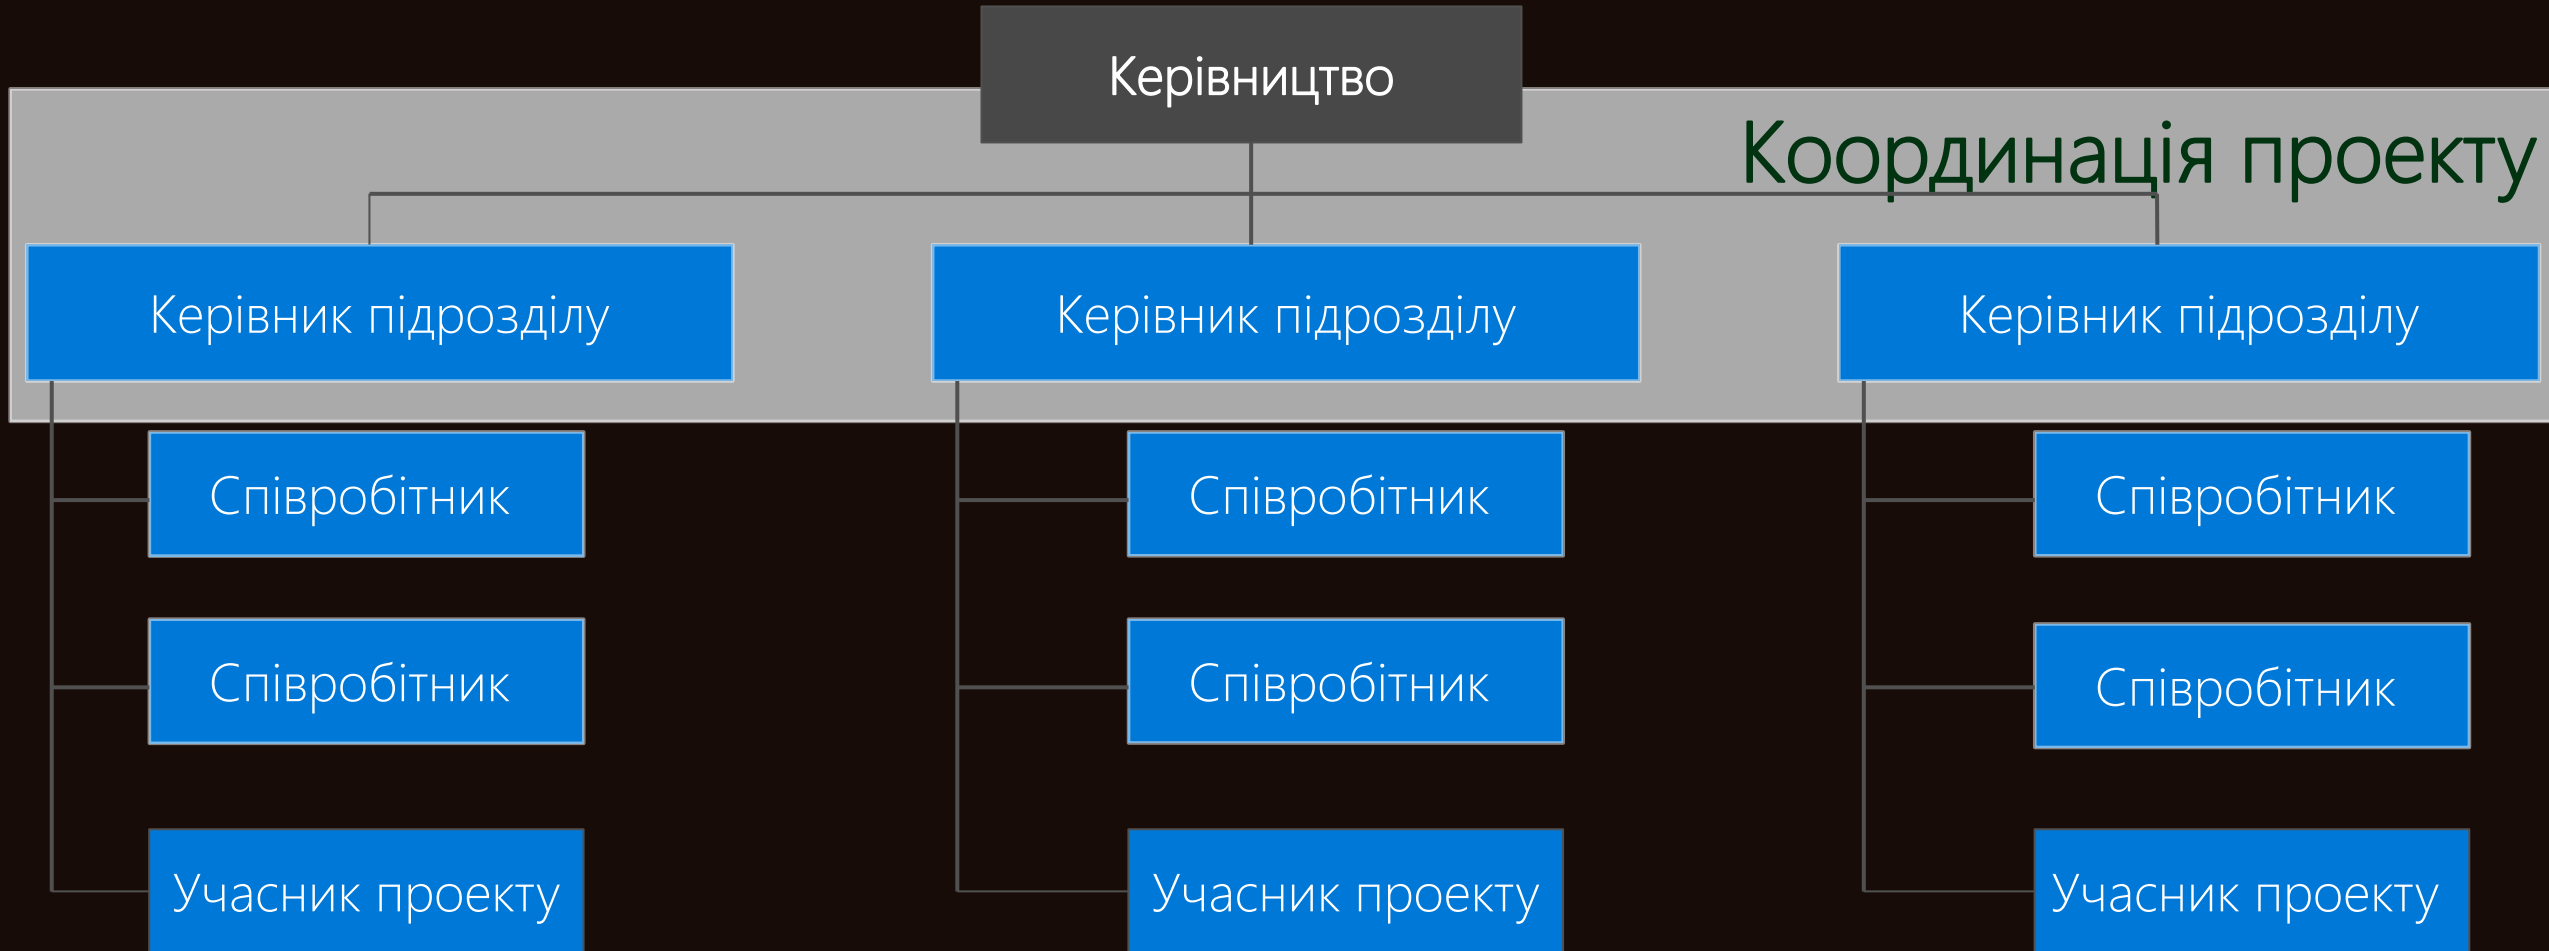 Керівництво
Координація проекту
Керівник підрозділу
Керівник підрозділу
Керівник підрозділу
Співробітник
Співробітник
Співробітник
Співробітник
Співробітник
Співробітник
Учасник проекту
Учасник проекту
Учасник проекту